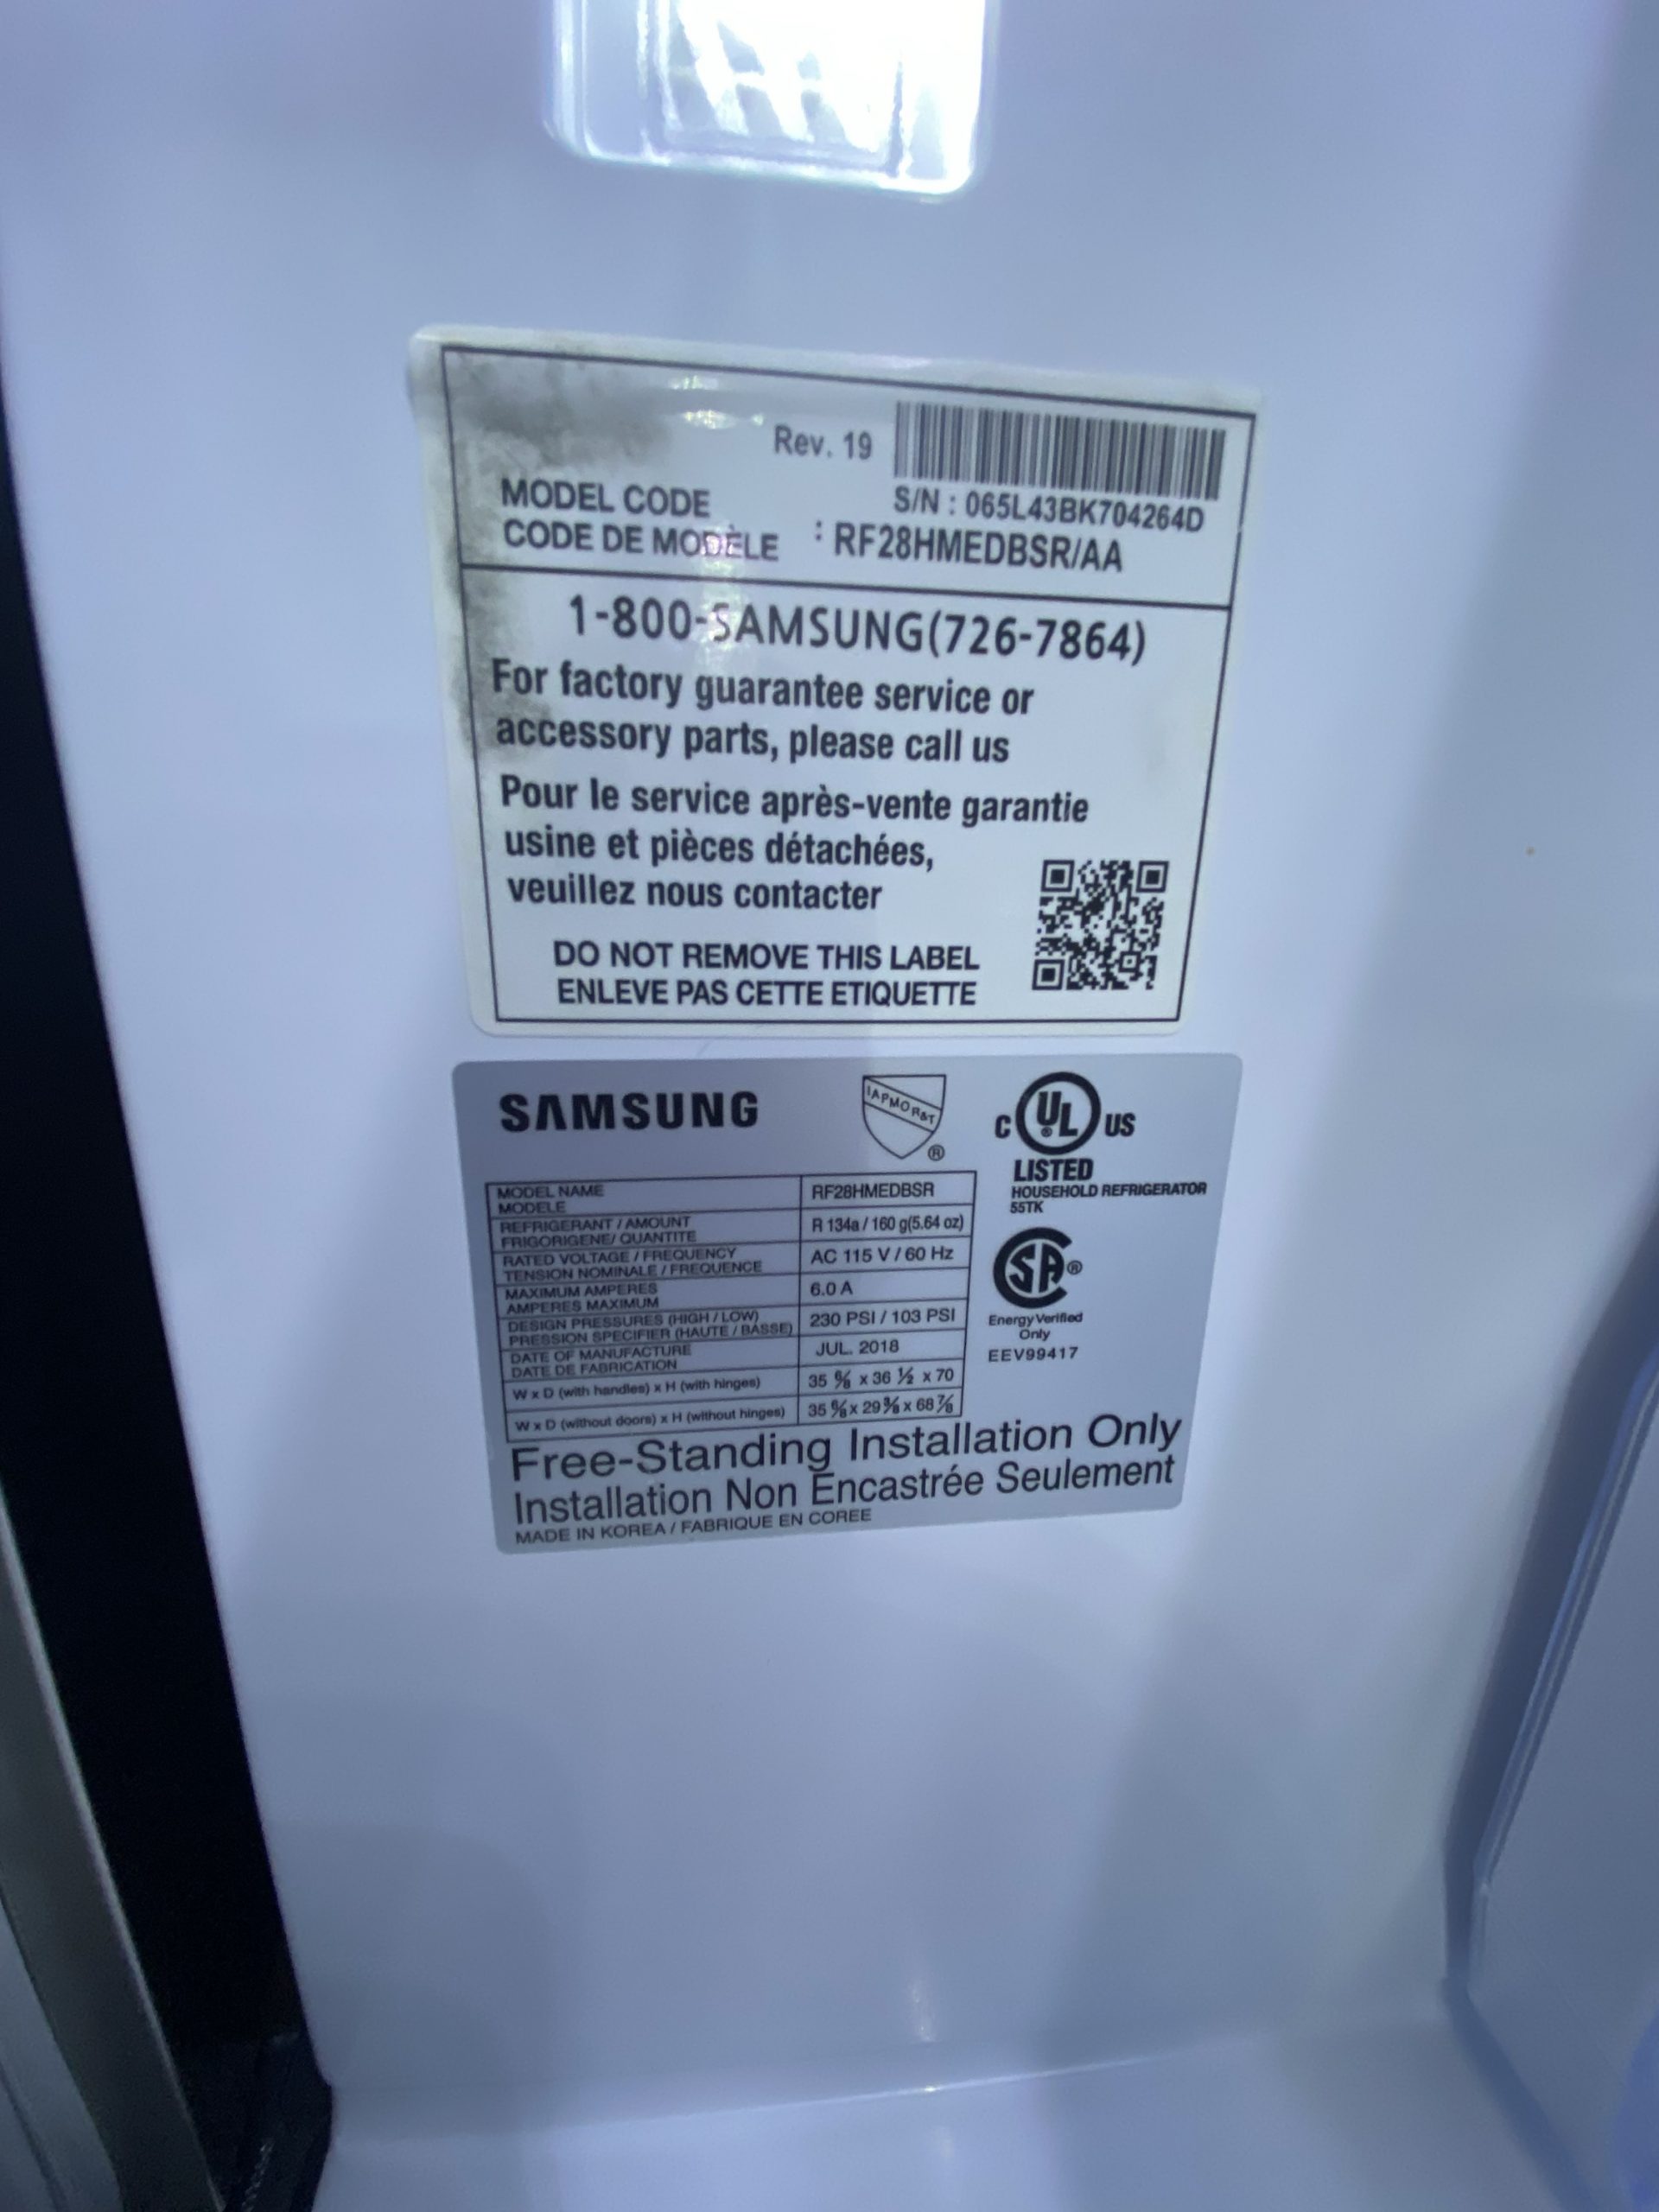 Rev. 19
S/N : 065L43BK704264D
MODEL CODE
CODE DE MODÈLE : RF28HMEDBSR/AA
1-800-SAMSUNG(726-7864)
For factory guarantee service or
accessory parts, please call us
Pour le service après-vente garantie
usine et pièces détachées,
veuillez nous contacter
DO NOT REMOVE THIS LABEL
ENLEVE PAS CETTE ETIQUETTE
SAMSUNG
IAPMO R&T
®
C UL US
®
LISTED
HOUSEHOLD REFRIGERATOR
55TK
MODEL NAME
MODELE
RF28HMEDBSR
REFRIGERANT / AMOUNT
FRIGORIGENE/ QUANTITE
R 134a / 160 g(5.64 oz)
RATED VOLTAGE / FREQUENCY
TENSION NOMINALE / FREQUENCE
AC 115 V / 60 Hz
MAXIMUM AMPERES
AMPERES MAXIMUM
6.0 A
DESIGN PRESSURES (HIGH / LOW)
PRESSION SPECIFIER (HAUTE / BASSE)
230 PSI / 103 PSI
DATE OF MANUFACTURE
DATE DE FABRICATION
JUL. 2018
W x D (with handles) x H (with hinges)
35 ⅝ x 36 ½ x 70
W x D (without doors) x H (without hinges)
35 ⅝ x 29 ⅜ x 68 ⅞
SA ®
Energy Verified
Only
EEV99417
Free-Standing Installation Only
Installation Non Encastrée Seulement
MADE IN KOREA / FABRIQUE EN COREE